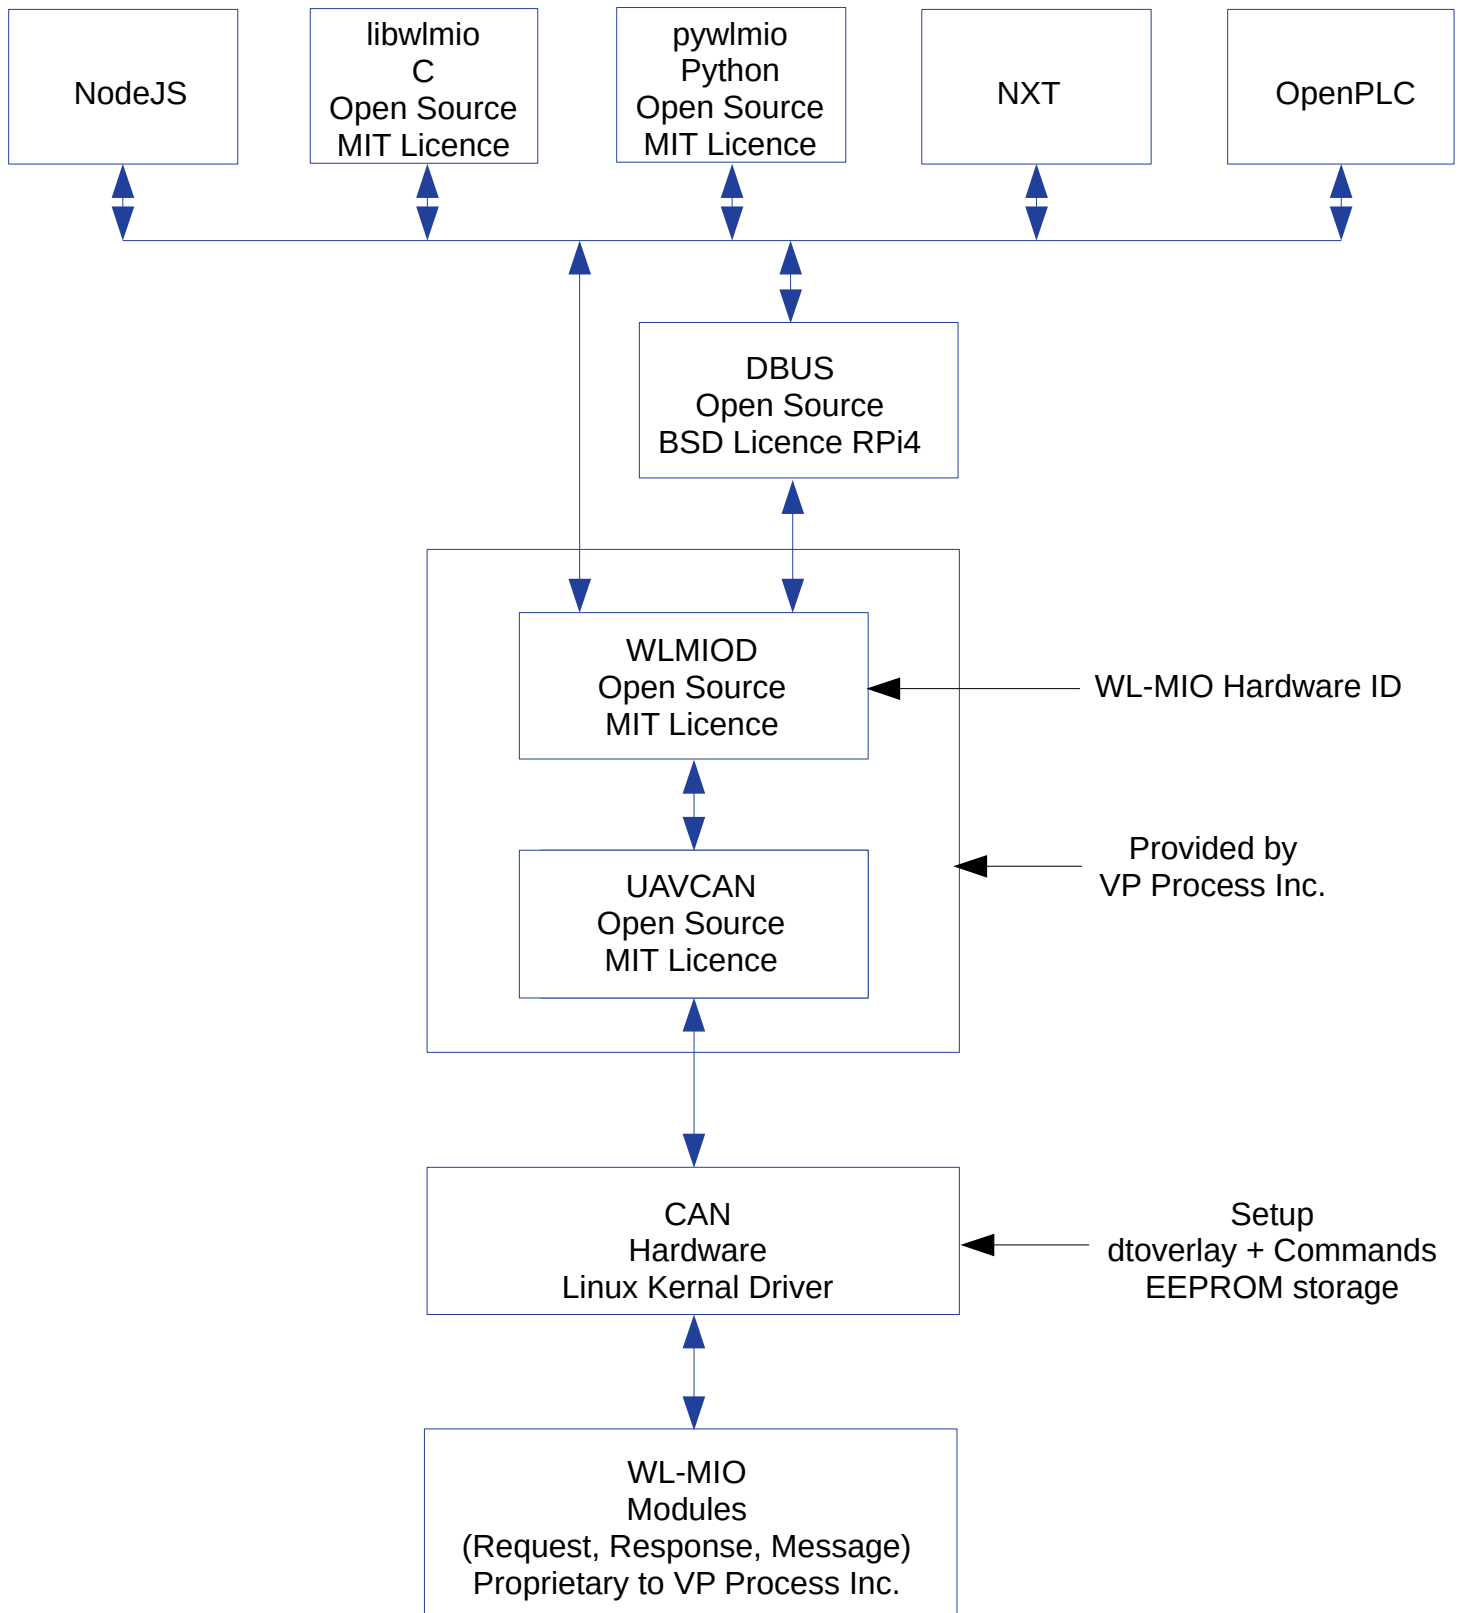 NodeJS
libwlmio
C
Open Source
MIT Licence
pywlmio
Python
Open Source
MIT Licence
NXT
OpenPLC
DBUS
Open Source
BSD Licence RPi4
WLMIOD
Open Source
MIT Licence
WL-MIO Hardware ID
UAVCAN
Open Source
MIT Licence
Provided by
VP Process Inc.
CAN
Hardware
Linux Kernal Driver
Setup
dtoverlay + Commands
EEPROM storage
WL-MIO
Modules
(Request, Response, Message)
Proprietary to VP Process Inc.